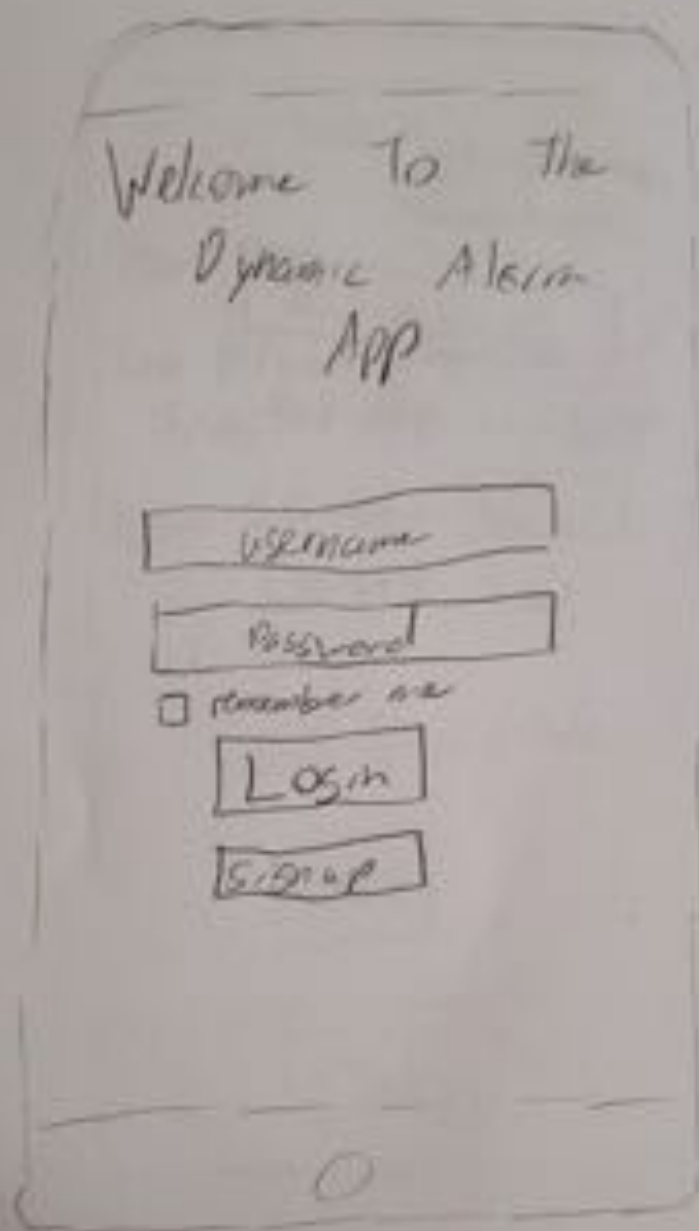 Welcome To The
Dynamic Alarm
App
username
Password
remember me
Login
Signup